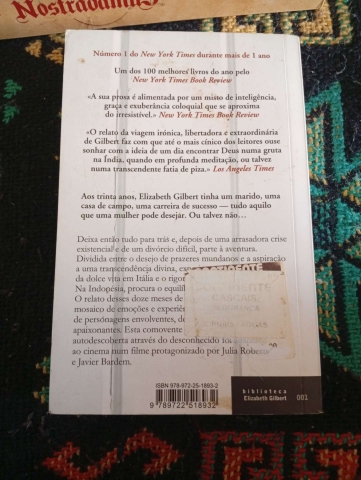 Nostradamus
Número 1 do New York Times durante mais de 1 ano
Um dos 100 melhores livros do ano pelo
New York Times Book Review
«A sua prosa é alimentada por um misto de inteligência,
graça e exuberância coloquial que se aproxima
do irresistível.» New York Times Book Review
«O relato da viagem irónica, libertadora e extraordinária
de Gilbert faz com que até o mais cínico dos leitores ouse
sonhar com a ideia de um dia encontrar Deus numa gruta
na Índia, quando em profunda meditação, ou talvez
numa transcendente fatia de piza.» Los Angeles Times
Aos trinta anos, Elizabeth Gilbert tinha um marido, uma
casa de campo, uma carreira de sucesso — tudo aquilo
que uma mulher pode desejar. Ou talvez não…
Deixa então tudo para trás e, depois de uma arrasadora crise
existencial e de um divórcio difícil, parte à aventura.
Dividida entre o desejo de prazeres mundanos e a aspiração
a uma transcendência divina, ex
da dolce vita em Itália e o rigo
Na Indonésia, procura o equilí
O relato desses doze meses de
mosaico de emoções e experiên
de personagens envolventes, de
apaixonantes. Esta comovente
autodescoberta através do desconhecido foi
ao cinema num filme protagonizado por Julia Roberts
e Javier Bardem.
CASCAIS
ISBN 978-972-25-1893-2
9 789722 518932
biblioteca
Elizabeth Gilbert
001